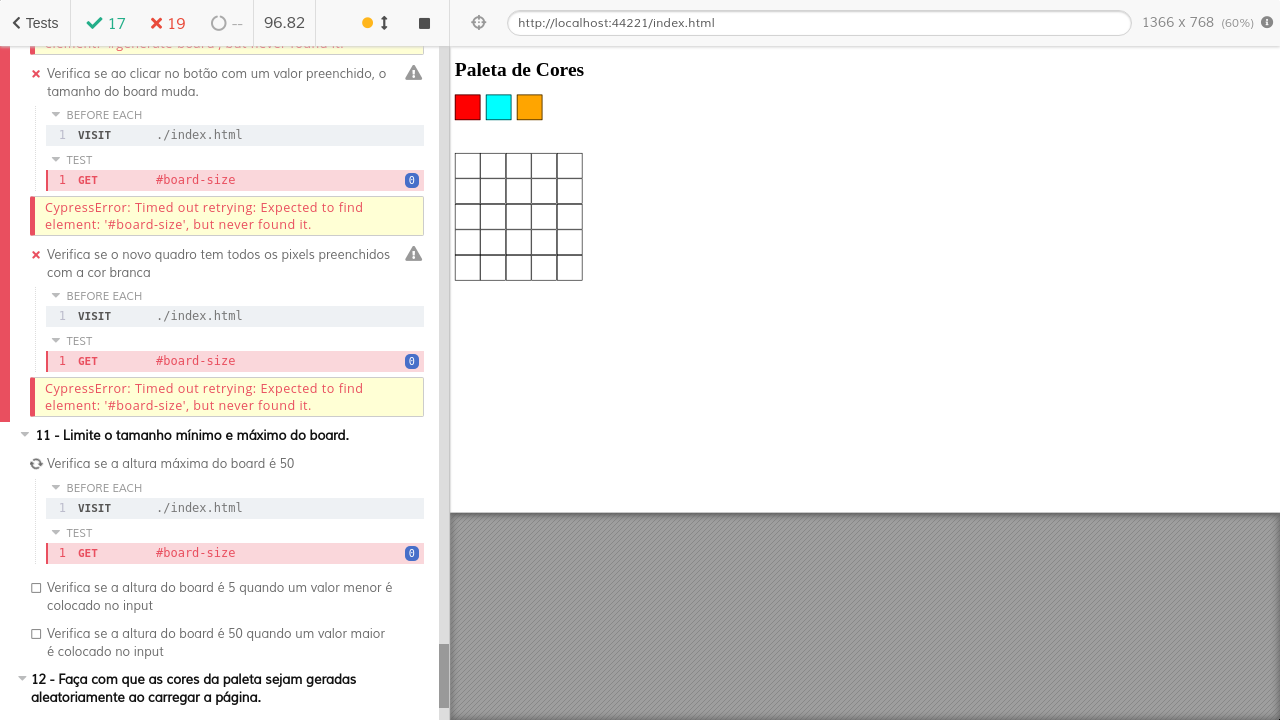 Tests 17 19 -- 96.82
http://localhost:44221/index.html 1366 x 768 (60%)
element: '#generate-board', but never found it.
Verifica se ao clicar no botão com um valor preenchido, o
tamanho do board muda.
BEFORE EACH
1 VISIT ./index.html
TEST
1 GET #board-size 0
CypressError: Timed out retrying: Expected to find
element: '#board-size', but never found it.
Verifica se o novo quadro tem todos os pixels preenchidos
com a cor branca
BEFORE EACH
1 VISIT ./index.html
TEST
1 GET #board-size 0
CypressError: Timed out retrying: Expected to find
element: '#board-size', but never found it.
11 - Limite o tamanho mínimo e máximo do board.
Verifica se a altura máxima do board é 50
BEFORE EACH
1 VISIT ./index.html
TEST
1 GET #board-size 0
Verifica se a altura do board é 5 quando um valor menor é
colocado no input
Verifica se a altura do board é 50 quando um valor maior
é colocado no input
12 - Faça com que as cores da paleta sejam geradas
aleatoriamente ao carregar a página.
Paleta de Cores